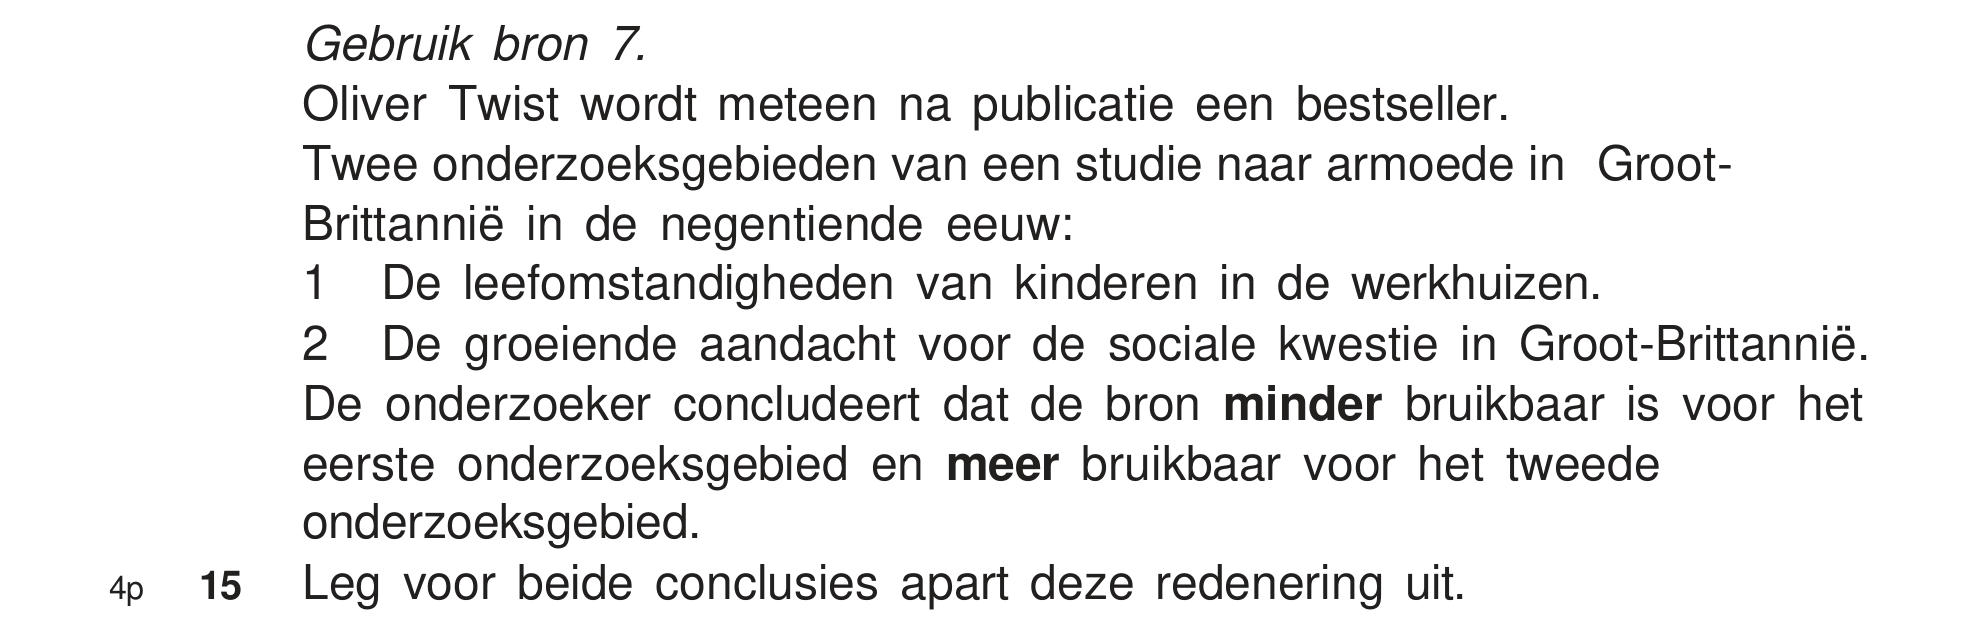 Gebruik bron 7.
Oliver Twist wordt meteen na publicatie een bestseller.
Twee onderzoeksgebieden van een studie naar armoede in Groot-
Brittannië in de negentiende eeuw:
1 De leefomstandigheden van kinderen in de werkhuizen.
2 De groeiende aandacht voor de sociale kwestie in Groot-Brittannië.
De onderzoeker concludeert dat de bron minder bruikbaar is voor het
eerste onderzoeksgebied en meer bruikbaar voor het tweede
onderzoeksgebied.
4p 15 Leg voor beide conclusies apart deze redenering uit.